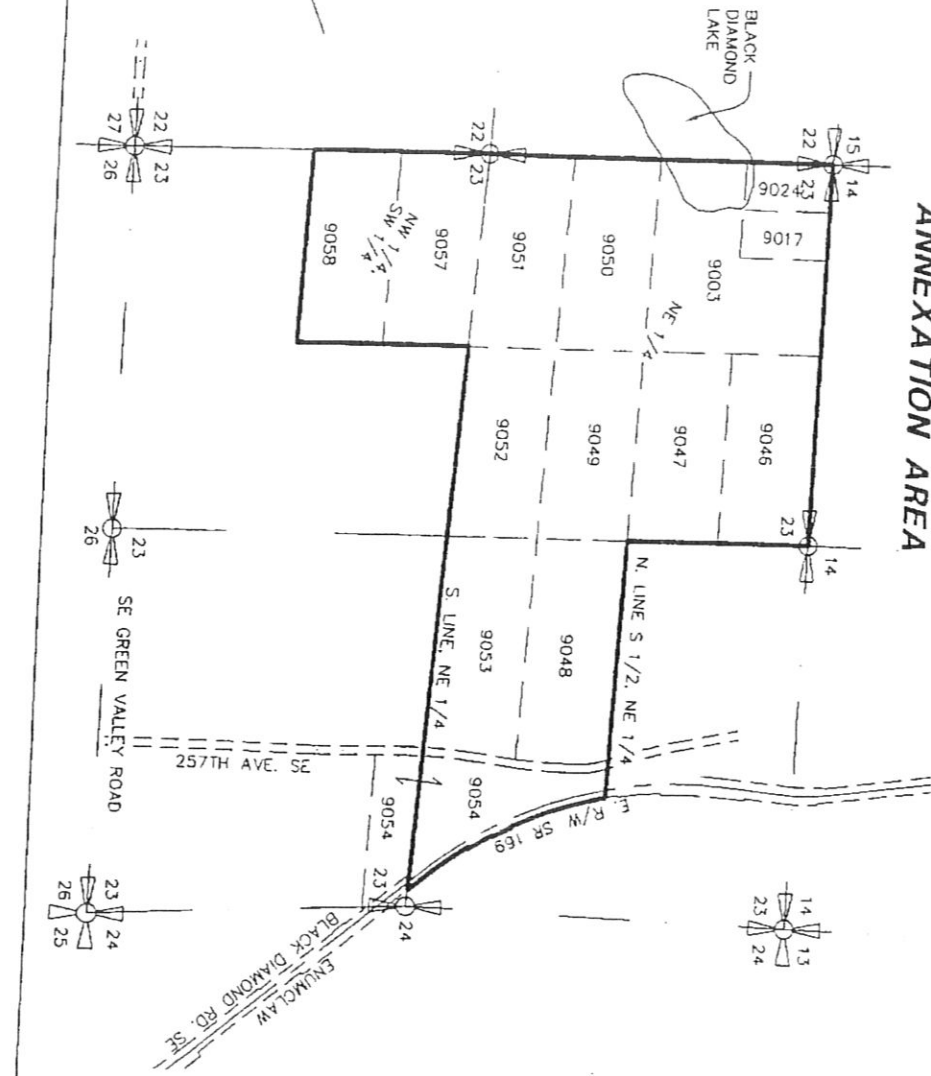 ANNEXATION AREA
BLACK
DIAMOND
LAKE
15
14
22
23
9024
9017
9003
NE 1/4
9046
9047
9050
9049
9051
9052
22
23
9057
NW 1/4,
SW 1/4
9058
22
23
27
26
23
14
N. LINE S 1/2, NE 1/4
9048
9053
S. LINE, NE 1/4
257TH AVE. SE
9054
9054
E. R/W SR 169
14
13
23
24
23
24
23
26
SE GREEN VALLEY ROAD
23
24
26
25
ENUMCLAW
BLACK DIAMOND RD. SE